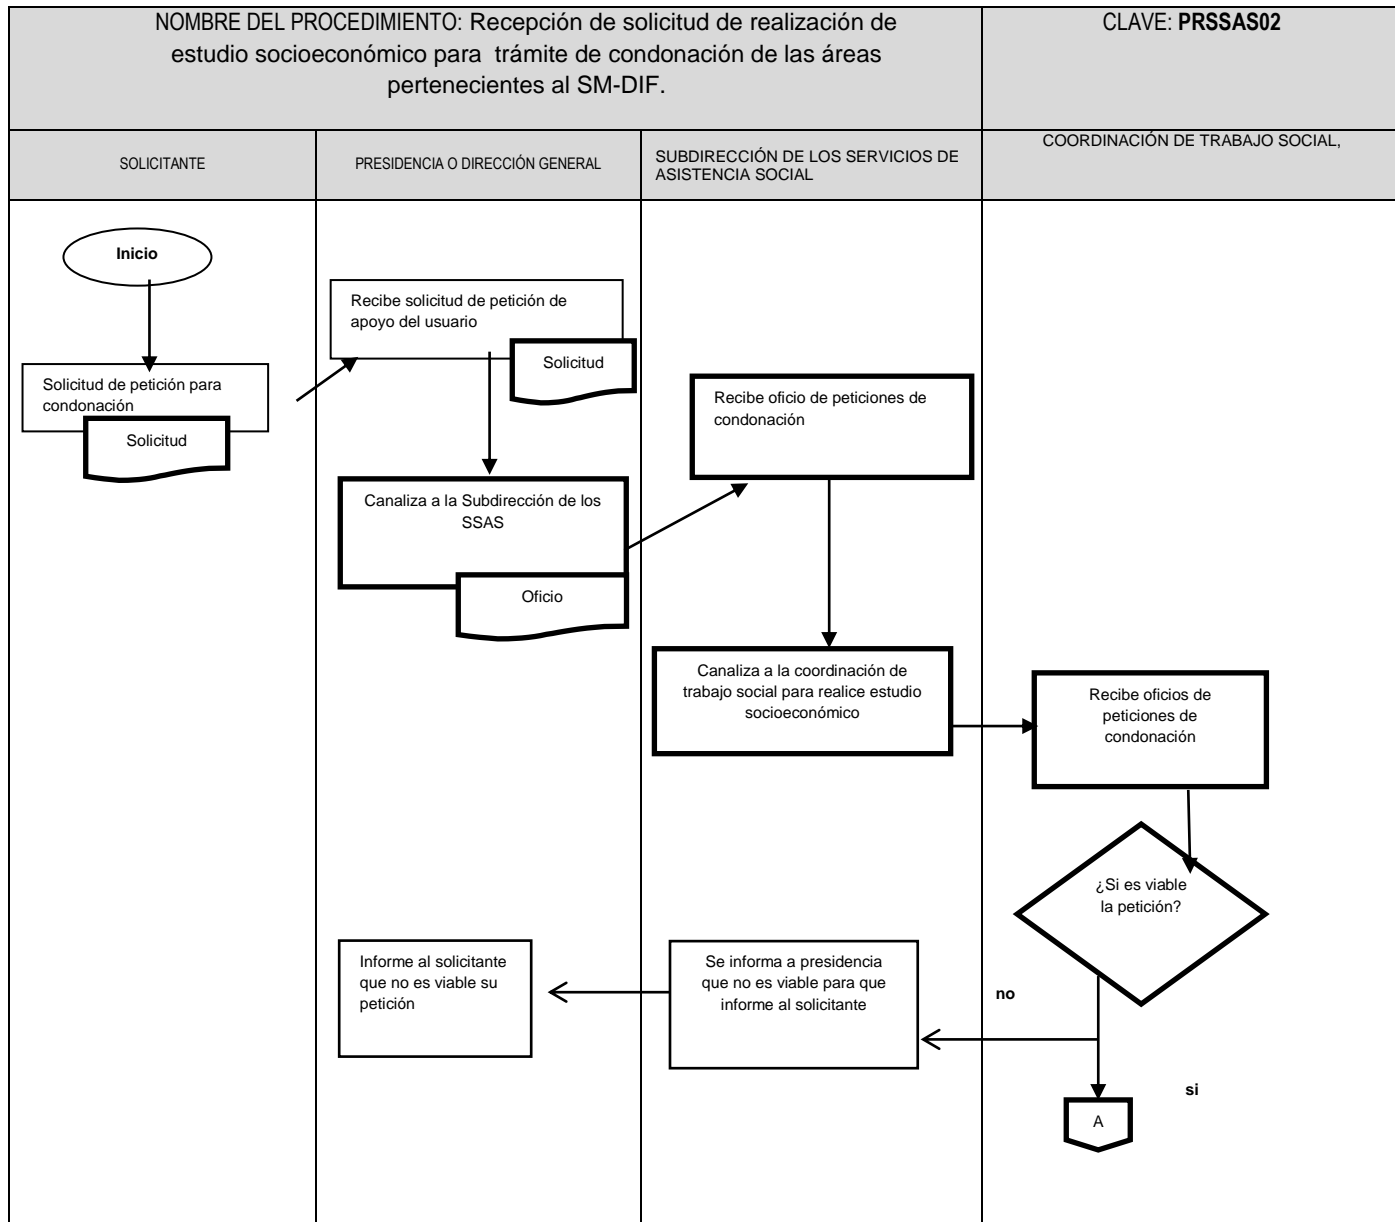 NOMBRE DEL PROCEDIMIENTO: Recepción de solicitud de realización de
estudio socioeconómico para trámite de condonación de las áreas
pertenecientes al SM-DIF.
CLAVE: PRSSAS02
SOLICITANTE
PRESIDENCIA O DIRECCIÓN GENERAL
SUBDIRECCIÓN DE LOS SERVICIOS DE
ASISTENCIA SOCIAL
COORDINACIÓN DE TRABAJO SOCIAL,
Inicio
Solicitud de petición para
condonación
Solicitud
Recibe solicitud de petición de
apoyo del usuario
Solicitud
Canaliza a la Subdirección de los
SSAS
Oficio
Recibe oficio de peticiones de
condonación
Canaliza a la coordinación de
trabajo social para realice estudio
socioeconómico
Recibe oficios de
peticiones de
condonación
¿Si es viable
la petición?
no
Se informa a presidencia
que no es viable para que
informe al solicitante
Informe al solicitante
que no es viable su
petición
si
A